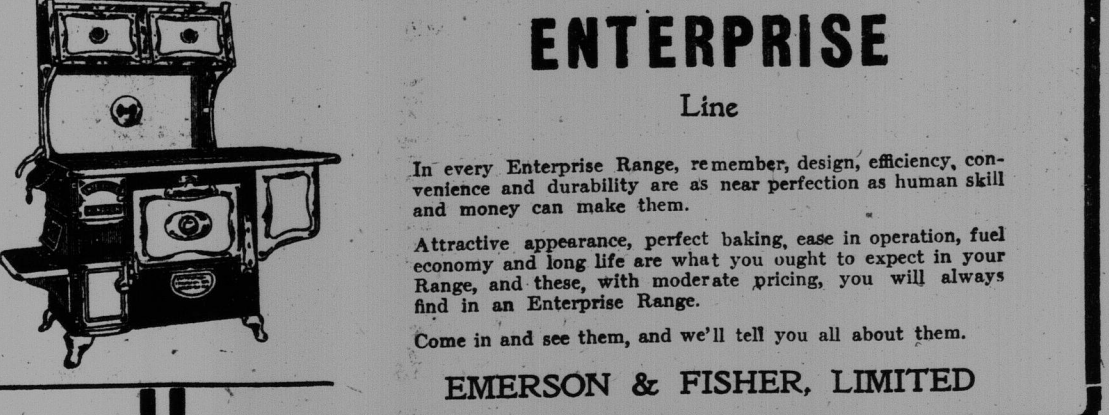 ENTERPRISE
Line
In every Enterprise Range, remember, design, efficiency, con-
venience and durability are as near perfection as human skill
and money can make them.
Attractive appearance, perfect baking, ease in operation, fuel
economy and long life are what you ought to expect in your
Range, and these, with moderate pricing, you will always
find in an Enterprise Range.
Come in and see them, and we'll tell you all about them.
EMERSON & FISHER, LIMITED